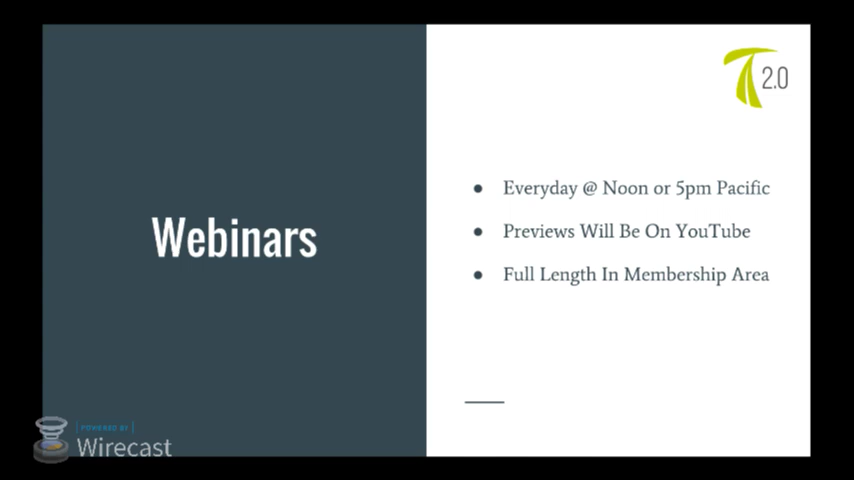 2.0
Webinars
● Everyday @ Noon or 5pm Pacific
● Previews Will Be On YouTube
● Full Length In Membership Area
POWERED BY
Wirecast